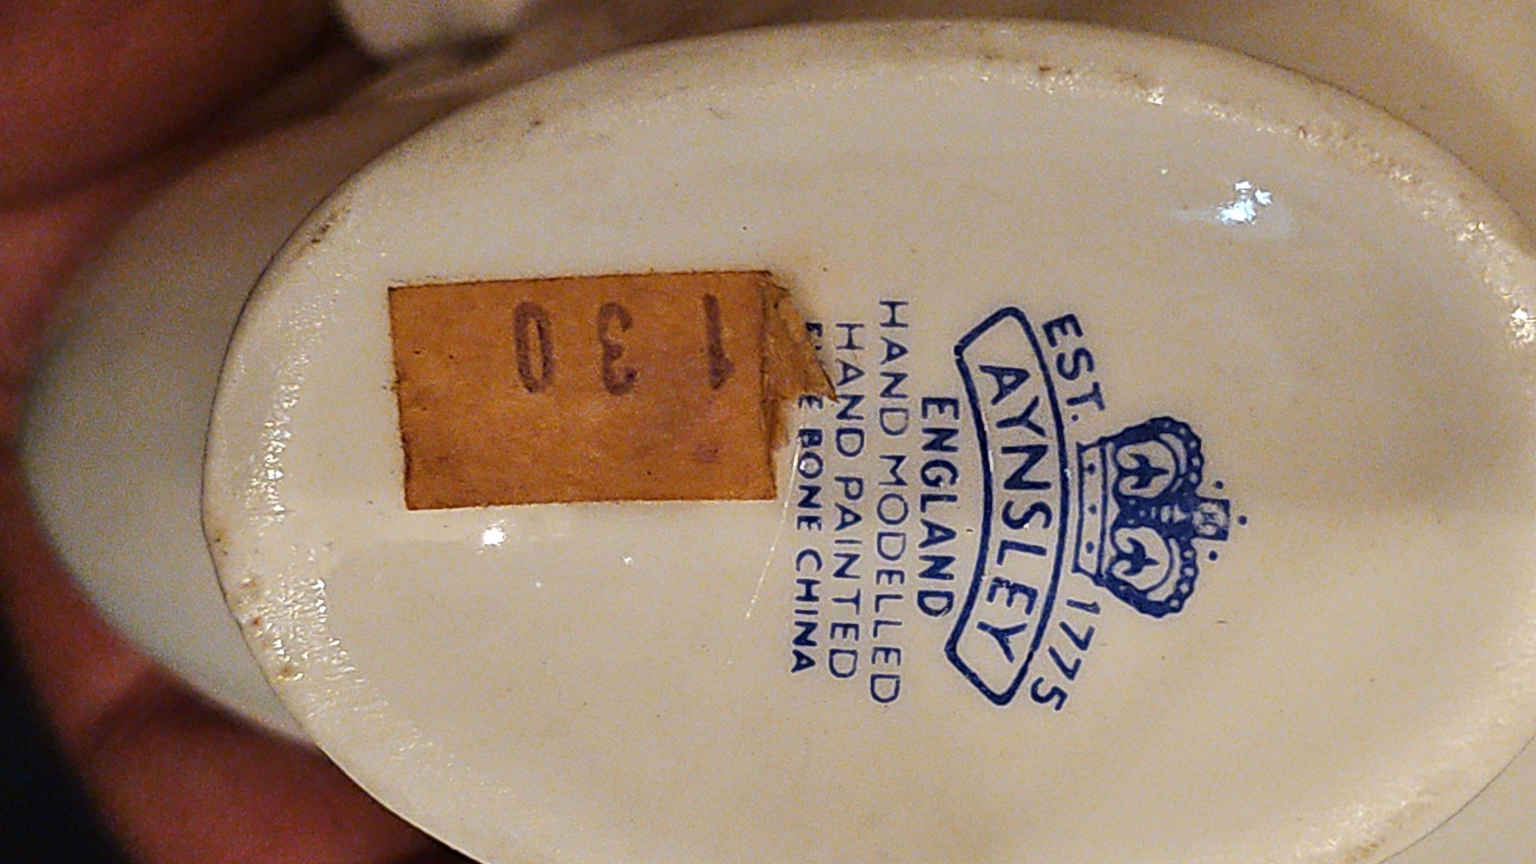 EST. 1775
AYNSLEY
ENGLAND
HAND MODELLED
HAND PAINTED
BONE CHINA
130